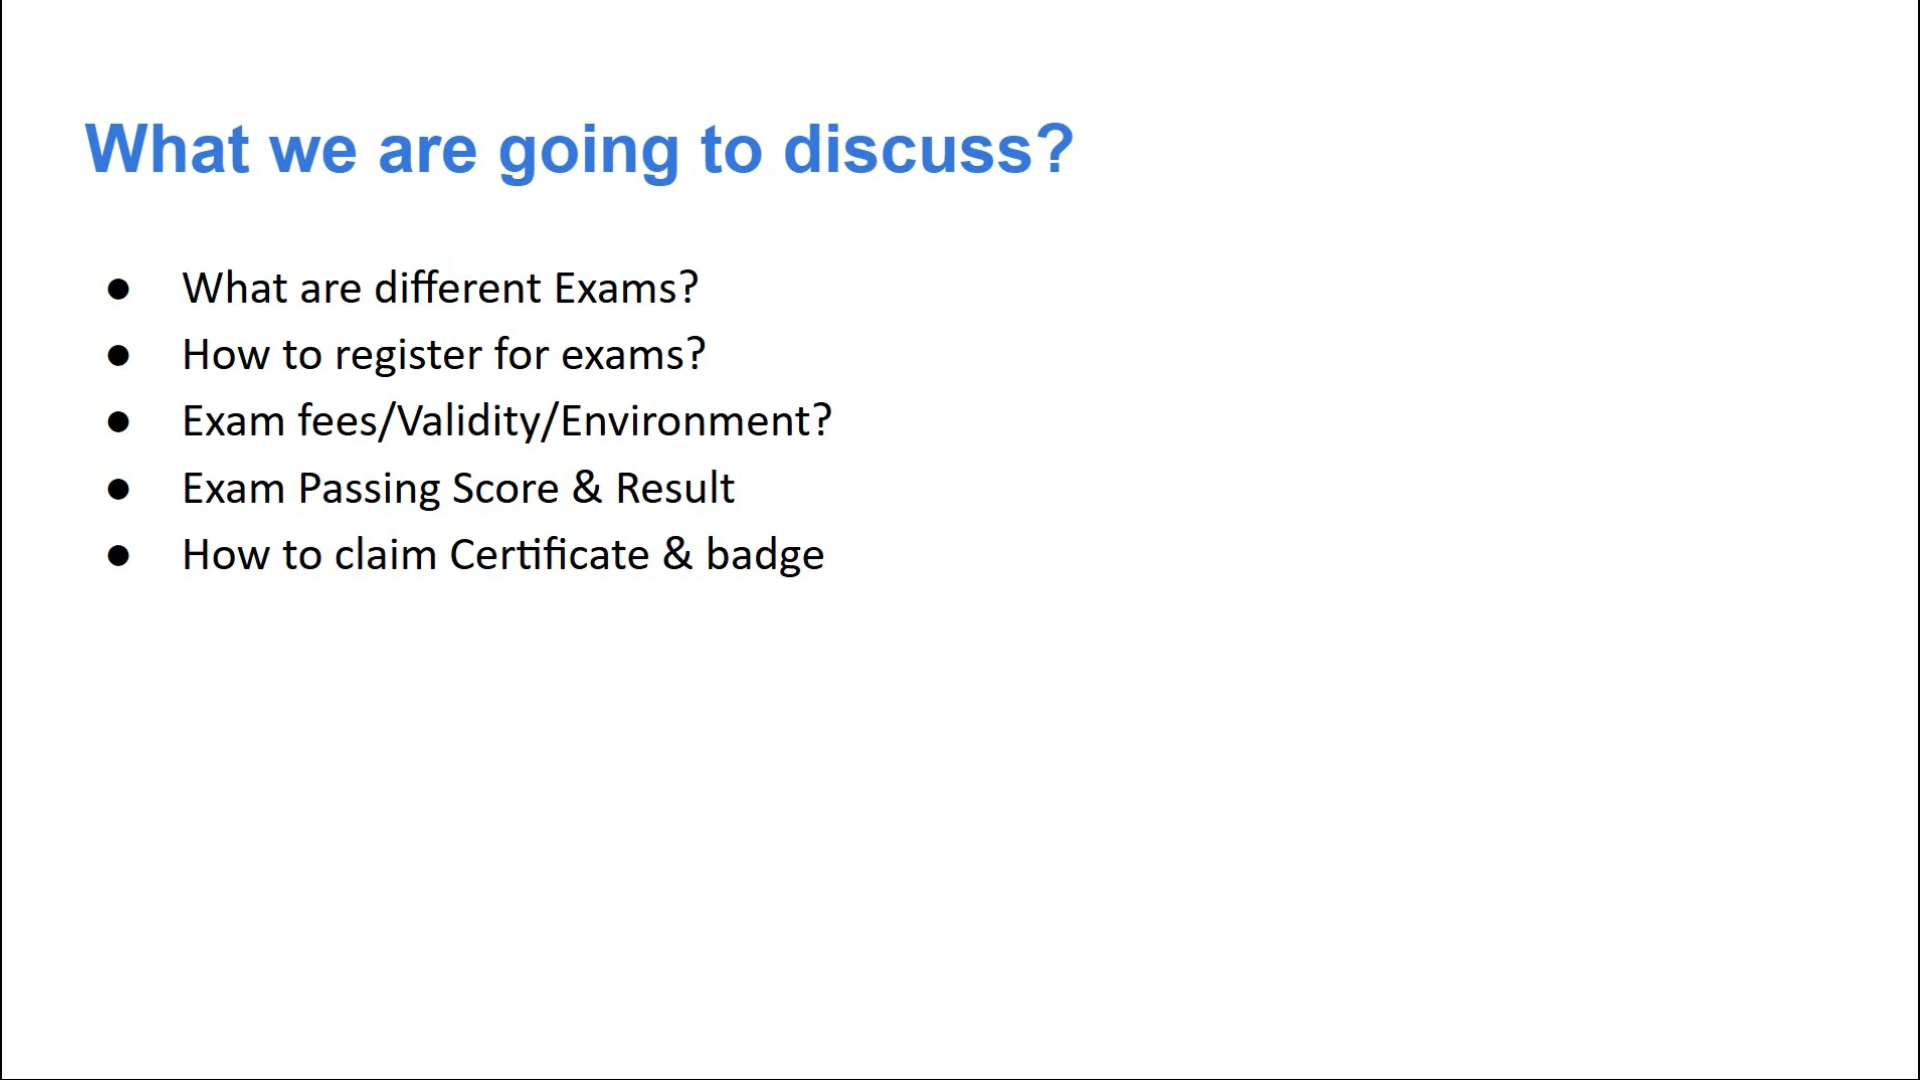 What we are going to discuss?
● What are different Exams?
● How to register for exams?
● Exam fees/Validity/Environment?
● Exam Passing Score & Result
● How to claim Certificate & badge